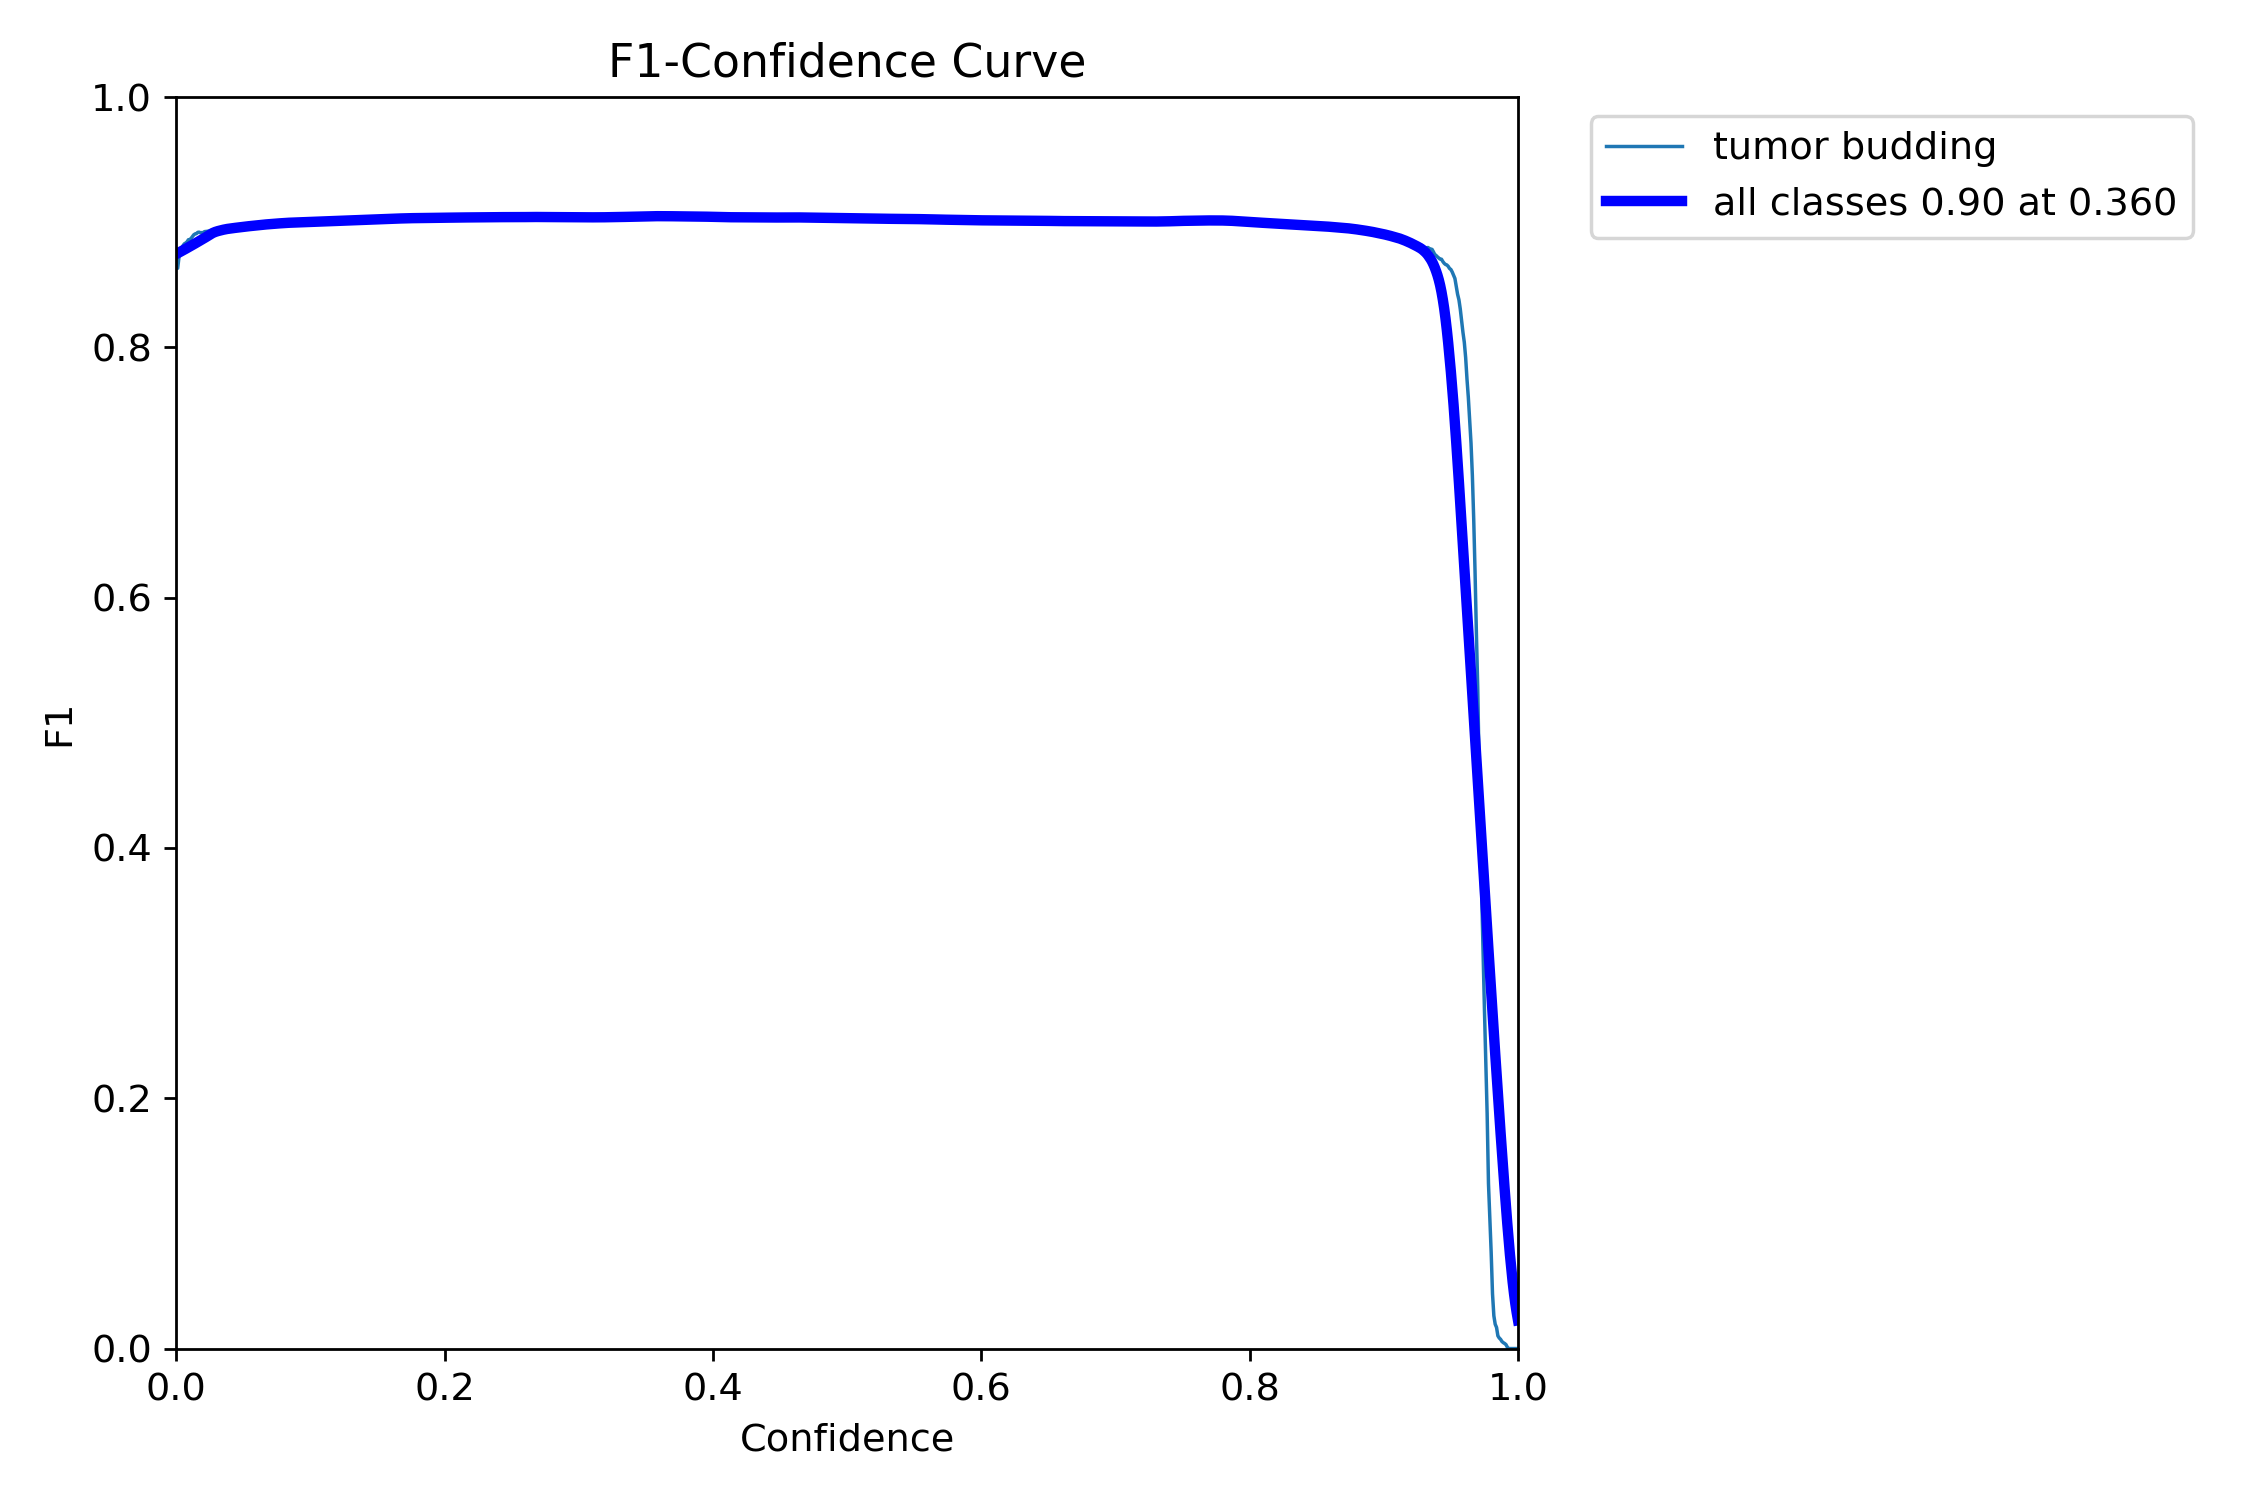 F1-Confidence Curve
tumor budding
all classes 0.90 at 0.360
1.0
0.8
0.6
0.4
0.2
0.0
F1
0.0 0.2 0.4 0.6 0.8 1.0
Confidence